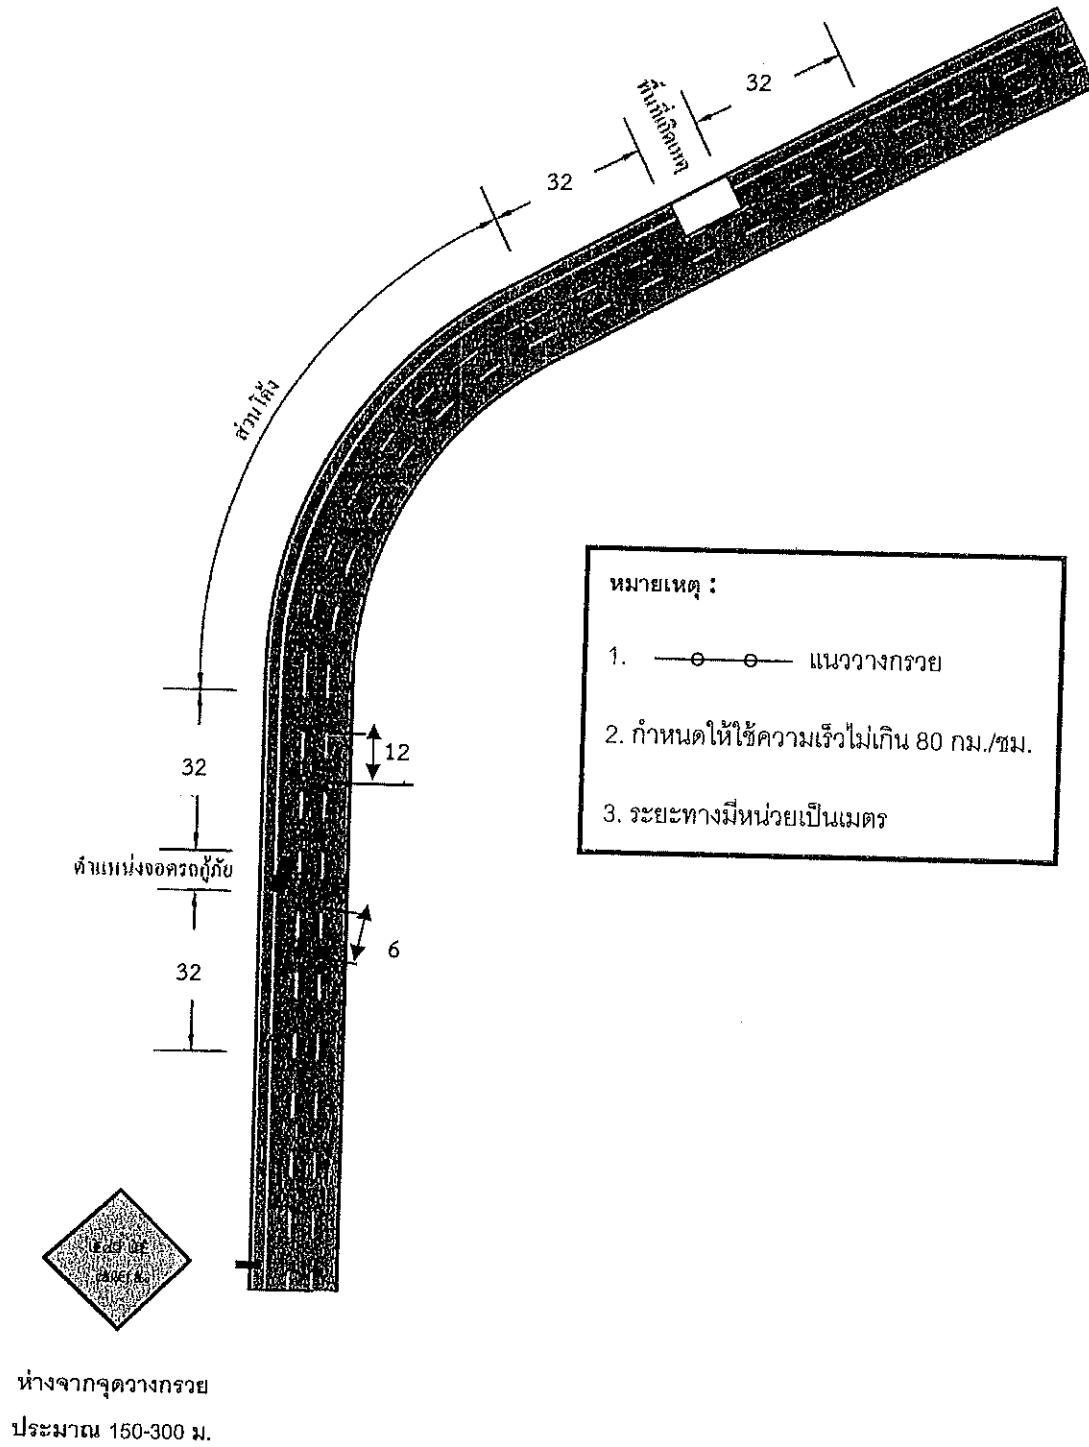 32
พื้นที่เกิดเหตุ
32
ส่วนโค้ง
หมายเหตุ :
1. แนววางกรวย
2. กำหนดให้ใช้ความเร็วไม่เกิน 80 กม./ชม.
3. ระยะทางมีหน่วยเป็นเมตร
12
32
ตำแหน่งจอดรถกู้ภัย
6
32
ห่างจากจุดวางกรวย
ประมาณ 150-300 ม.